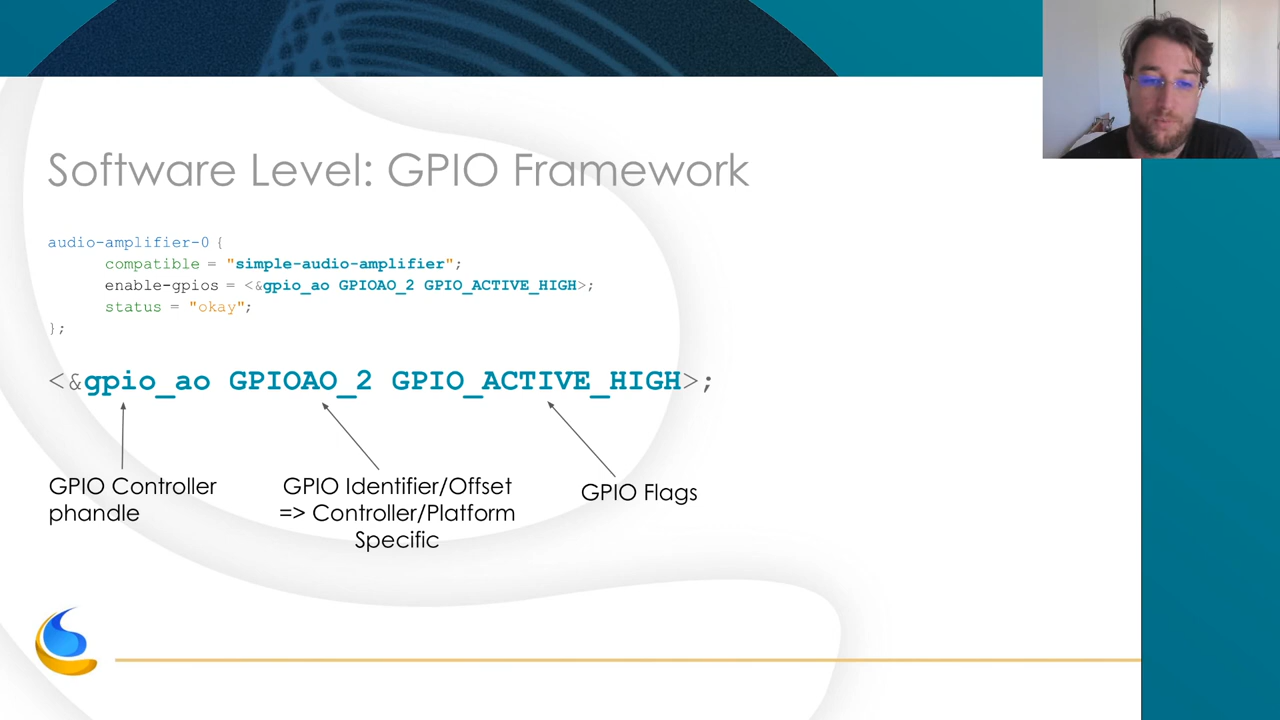 Software Level: GPIO Framework
audio-amplifier-0 {
compatible = "simple-audio-amplifier";
enable-gpios = <&gpio_ao GPIOAO_2 GPIO_ACTIVE_HIGH>;
status = "okay";
};
<&gpio_ao GPIOAO_2 GPIO_ACTIVE_HIGH>;
GPIO Controller
phandle
GPIO Identifier/Offset
=> Controller/Platform
Specific
GPIO Flags